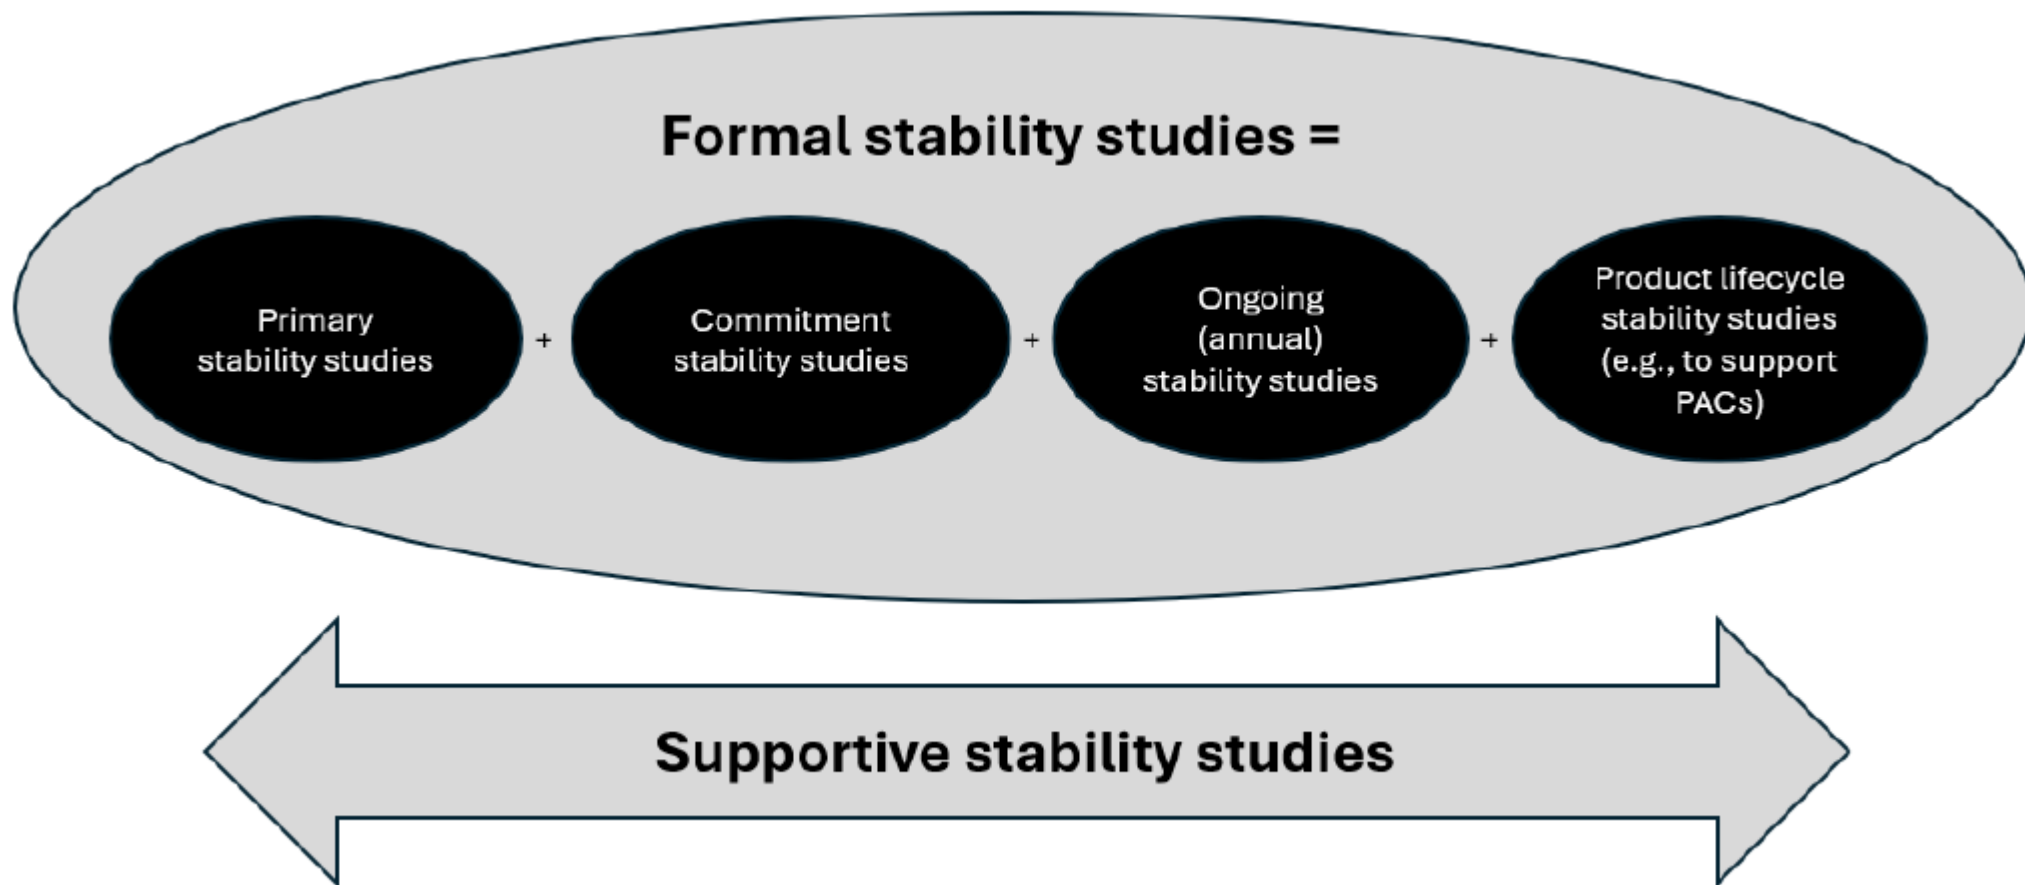 Formal stability studies =
Primary
stability studies
+
Commitment
stability studies
+
Ongoing
(annual)
stability studies
+
Product lifecycle
stability studies
(e.g., to support
PACs)
Supportive stability studies